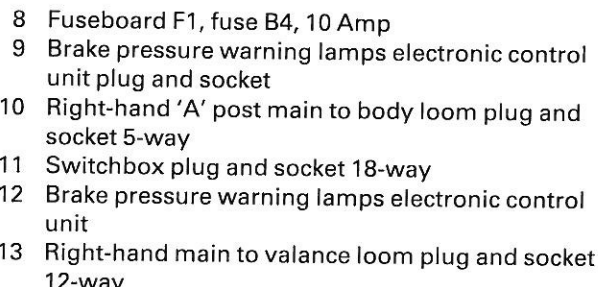 8 Fuseboard F1, fuse B4, 10 Amp
9 Brake pressure warning lamps electronic control
unit plug and socket
10 Right-hand 'A' post main to body loom plug and
socket 5-way
11 Switchbox plug and socket 18-way
12 Brake pressure warning lamps electronic control
unit
13 Right-hand main to valance loom plug and socket
12-way